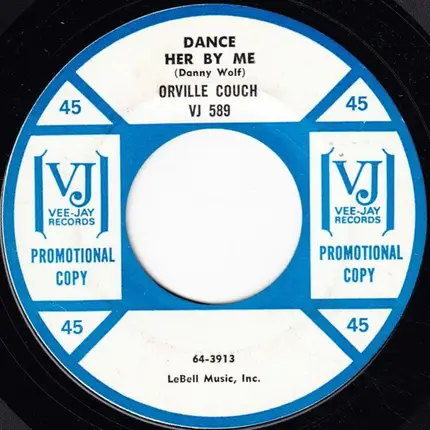 DANCE
HER BY ME
(Danny Wolf)
ORVILLE COUCH
VJ 589
45
45
VJ
VEE-JAY
RECORDS
PROMOTIONAL
COPY
VJ
VEE-JAY
RECORDS
PROMOTIONAL
COPY
45
45
64-3913
LeBell Music, Inc.